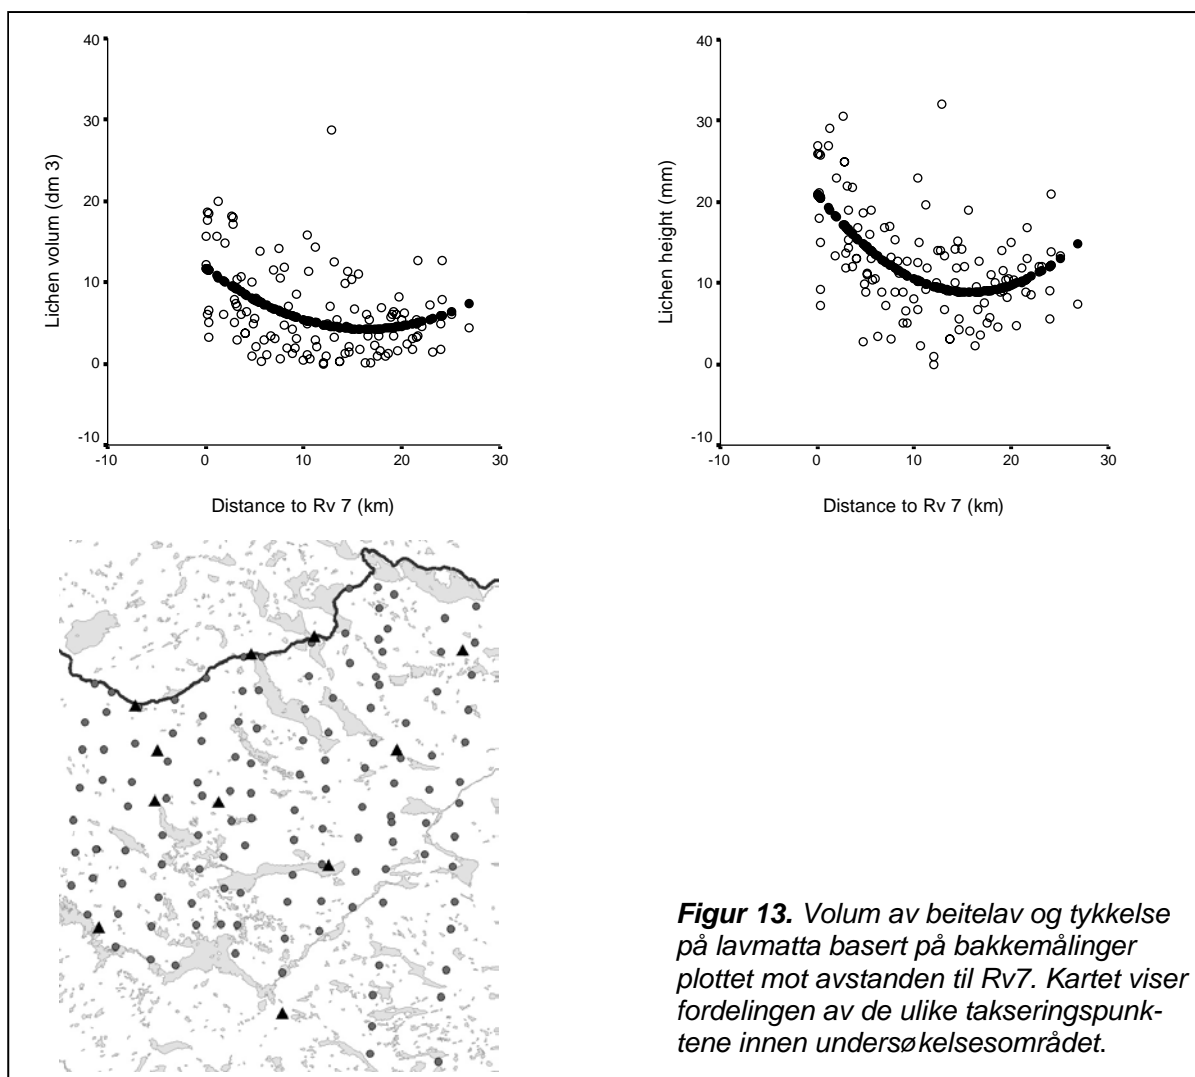 40
30
20
10
0
-10
-10
0
10
20
30
Lichen volum (dm 3)
Distance to Rv 7 (km)
40
30
20
10
0
-10
-10
0
10
20
30
Lichen height (mm)
Distance to Rv 7 (km)
Figur 13. Volum av beitelav og tykkelse
på lavmatta basert på bakkemålinger
plottet mot avstanden til Rv7. Kartet viser
fordelingen av de ulike takseringspunk-
tene innen undersøkelsesområdet.